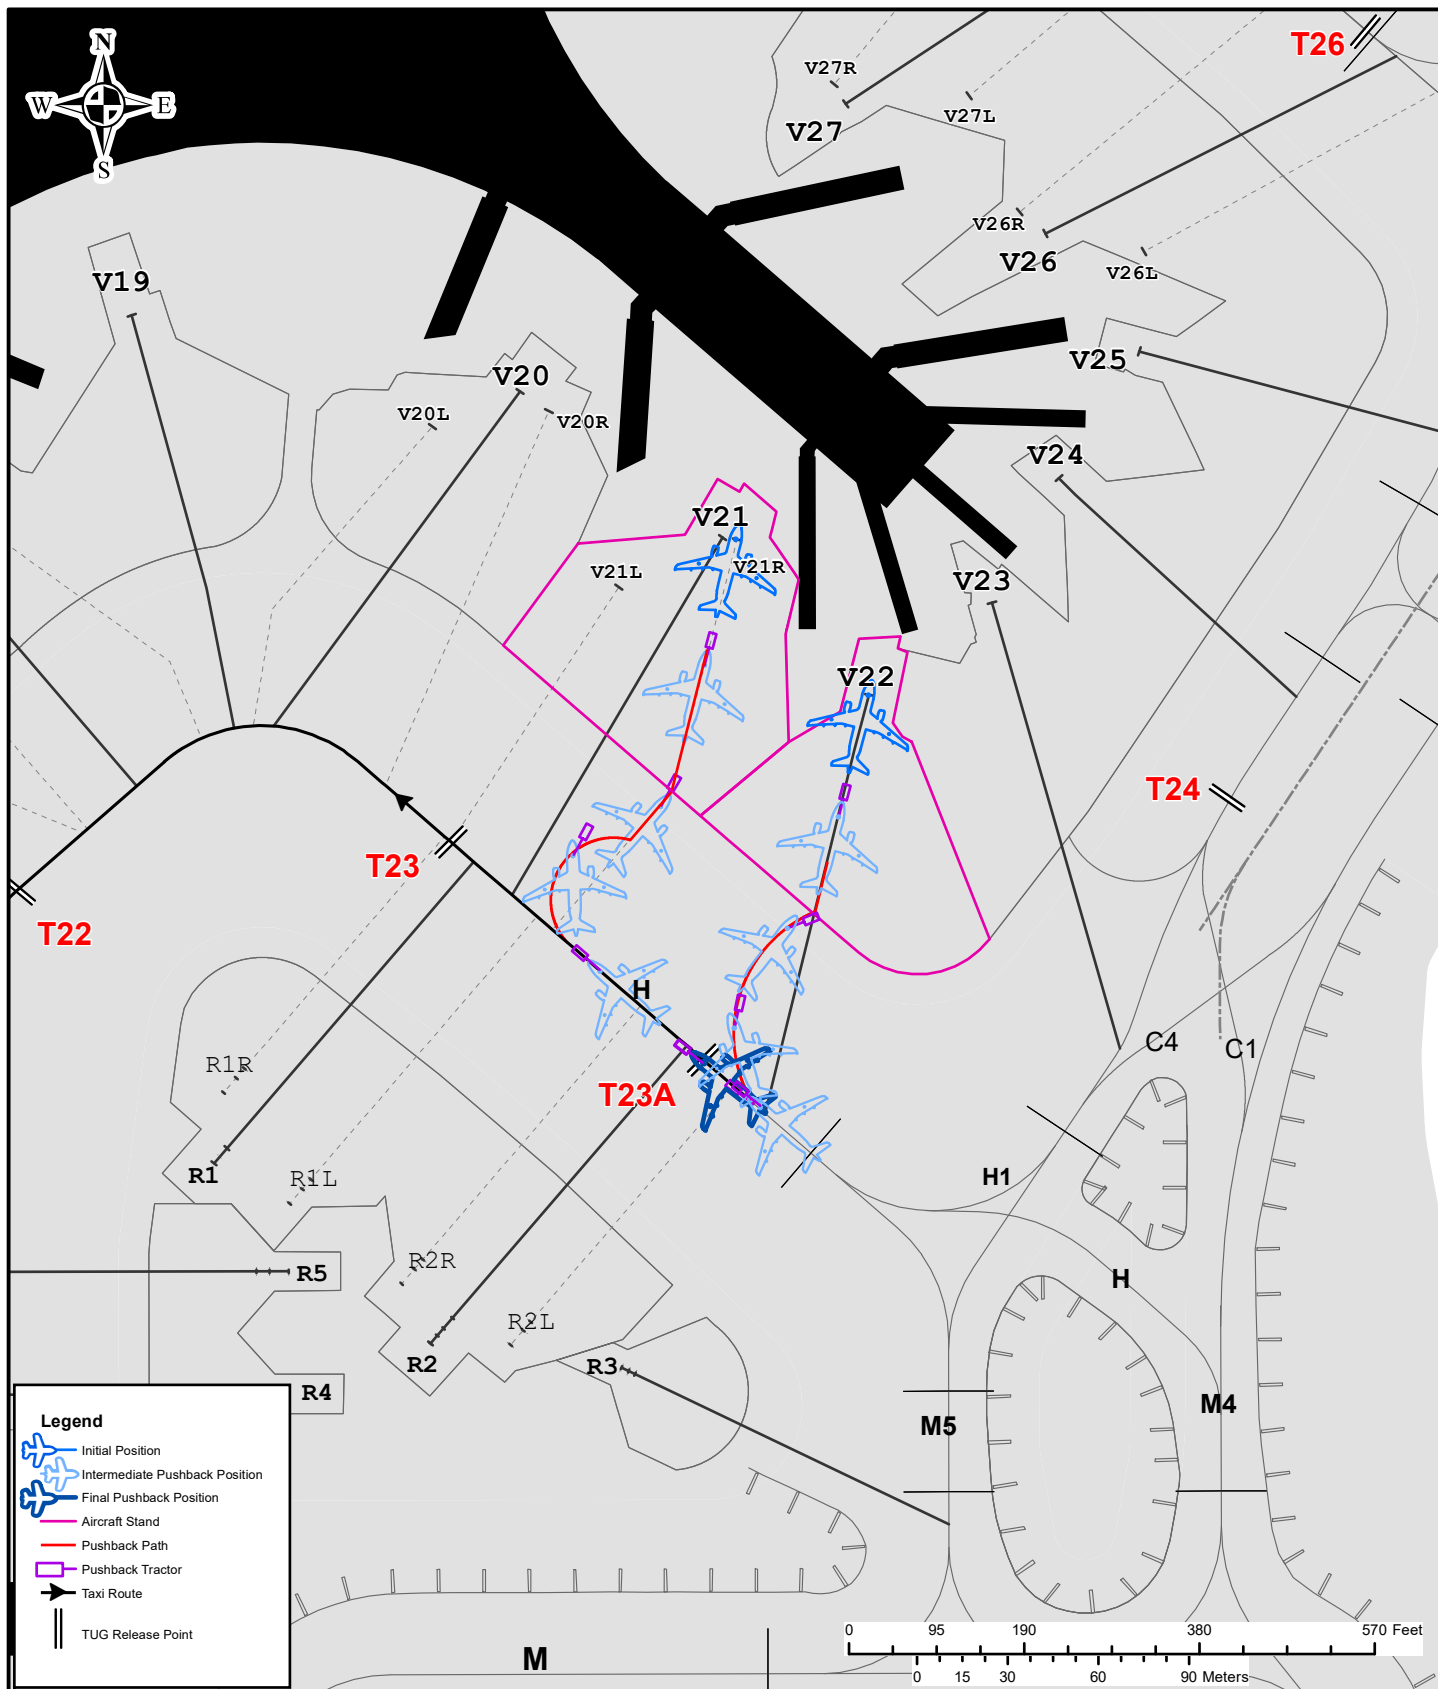 N
W E
S
T26
V27R
V27L
V27
V26R
V26
V26L
V19
V25
V20
V20L
V20R
V24
V21
V21L
V21R
V23
V22
T24
T23
T22
H
C4
C1
R1R
T23A
R1
R1L
H1
R5
R2R
H
R2L
R2
R3
R4
M5
M4
Legend
Initial Position
Intermediate Pushback Position
Final Pushback Position
Aircraft Stand
Pushback Path
Pushback Tractor
Taxi Route
TUG Release Point
M
0 95 190 380 570 Feet
0 15 30 60 90 Meters